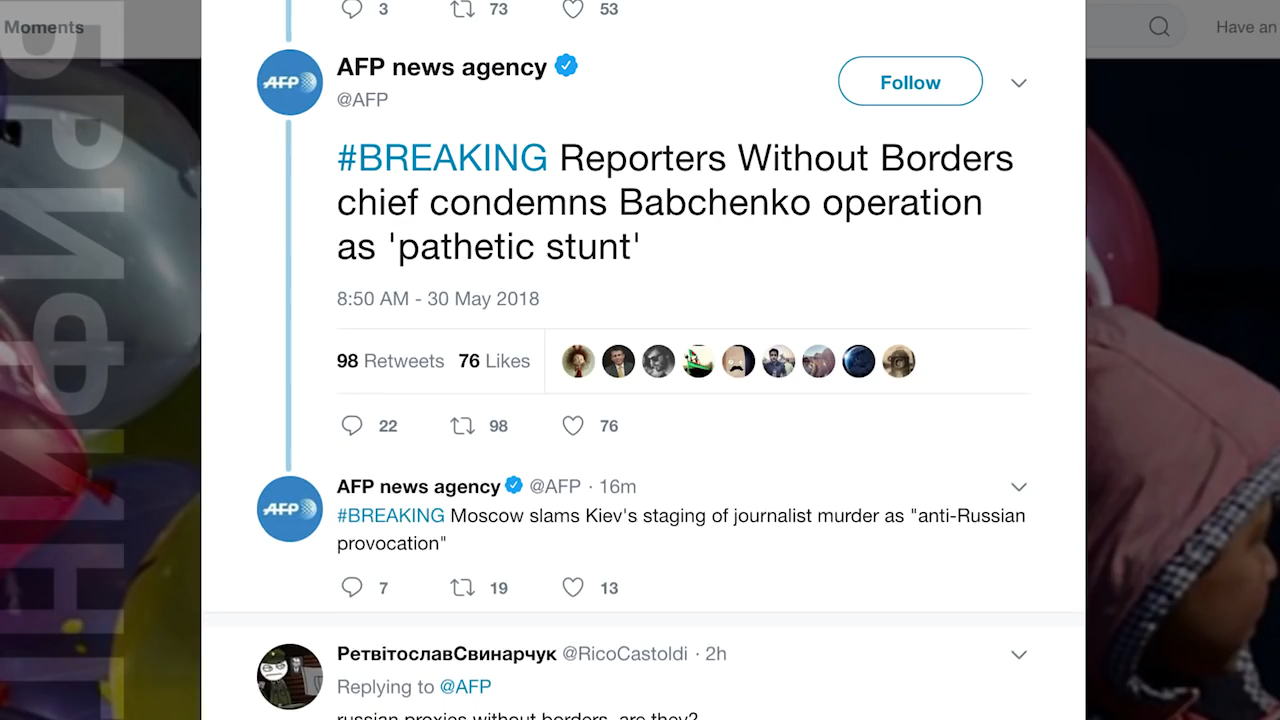 Moments
Have an
3 73 53
AFP
AFP news agency
@AFP
Follow
#BREAKING Reporters Without Borders
chief condemns Babchenko operation
as 'pathetic stunt'
8:50 AM - 30 May 2018
98 Retweets 76 Likes
22 98 76
AFP
AFP news agency @AFP · 16m
#BREAKING Moscow slams Kiev's staging of journalist murder as "anti-Russian
provocation"
7 19 13
РетвітославСвинарчук @RicoCastoldi · 2h
Replying to @AFP
russian proxies without borders, are they?
БРИФИНГ